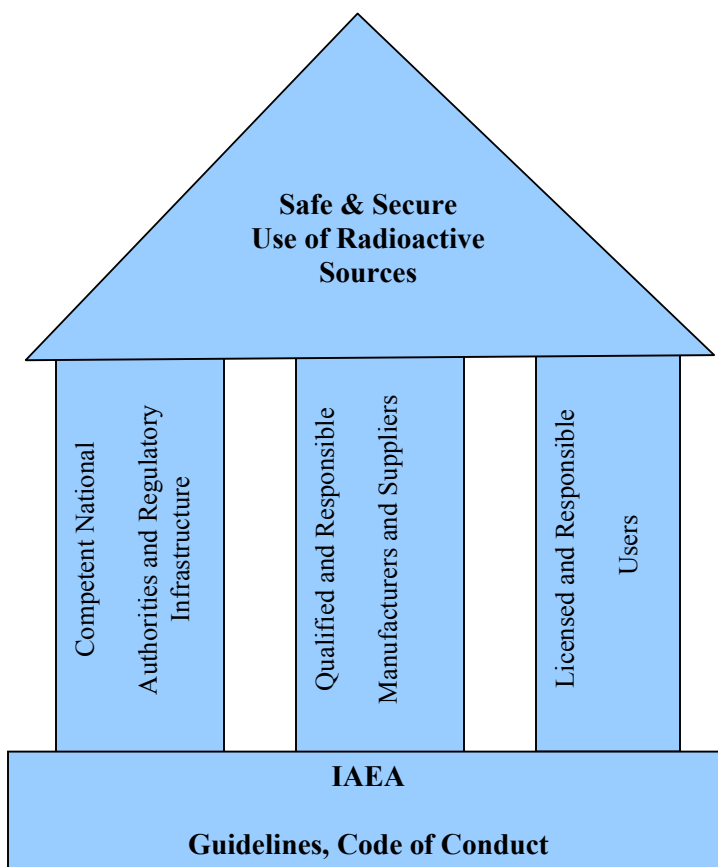 Safe & Secure
Use of Radioactive
Sources
Competent National
Authorities and Regulatory
Infrastructure
Qualified and Responsible
Manufacturers and Suppliers
Licensed and Responsible
Users
IAEA
Guidelines, Code of Conduct